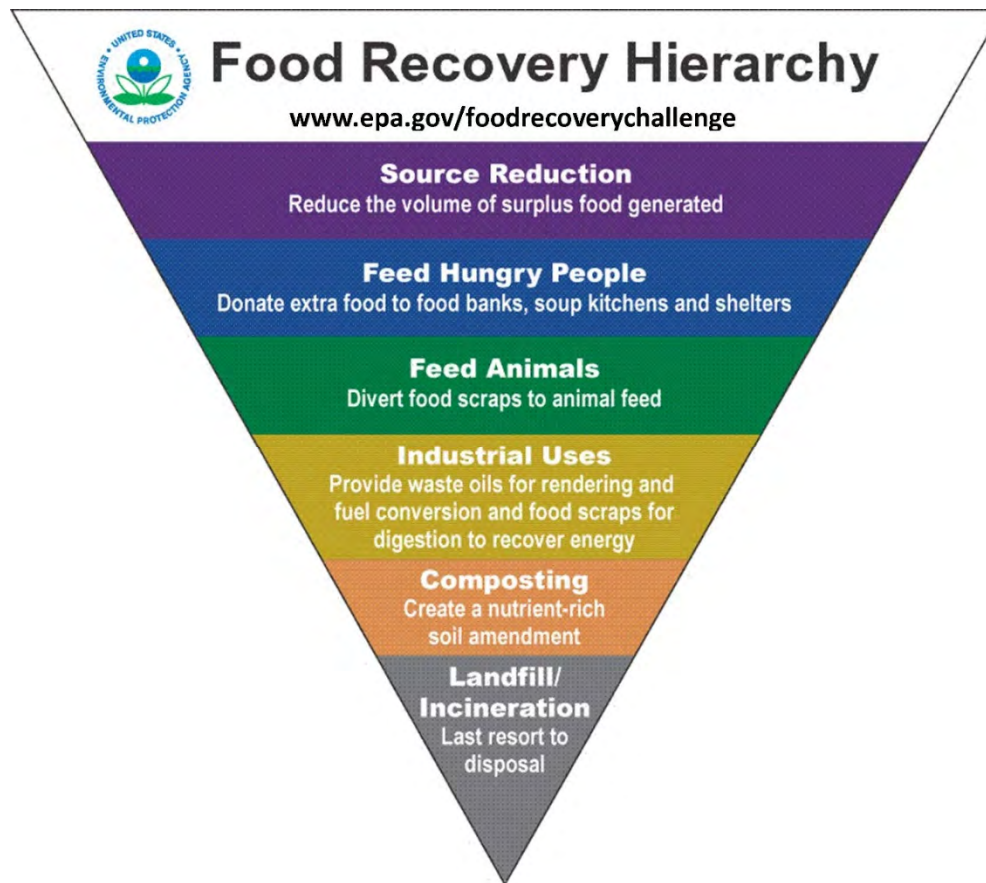 UNITED STATES
ENVIRONMENTAL PROTECTION AGENCY
Food Recovery Hierarchy
www.epa.gov/foodrecoverychallenge
Source Reduction
Reduce the volume of surplus food generated
Feed Hungry People
Donate extra food to food banks, soup kitchens and shelters
Feed Animals
Divert food scraps to animal feed
Industrial Uses
Provide waste oils for rendering and
fuel conversion and food scraps for
digestion to recover energy
Composting
Create a nutrient-rich
soil amendment
Landfill/
Incineration
Last resort to
disposal